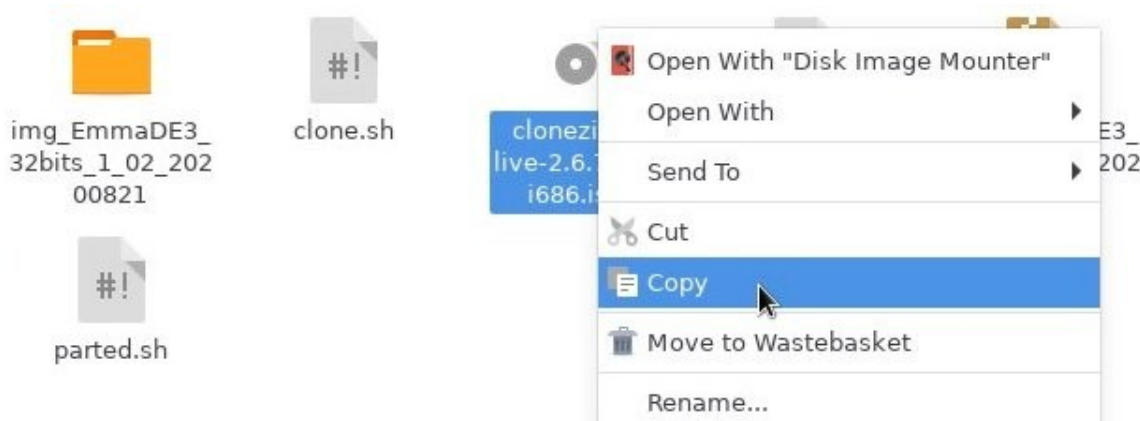 img_EmmaDE3_
32bits_1_02_202
00821
#!
clone.sh
clonezi
live-2.6.
i686.is
E3_
202
Open With "Disk Image Mounter"
Open With
Send To
Cut
Copy
Move to Wastebasket
Rename...
#!
parted.sh